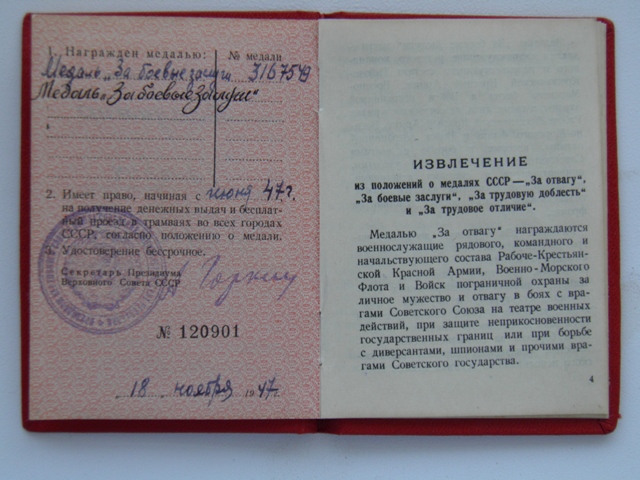 1. Награжден медалью:
№ медали
Медаль „За боевые заслуги 3167549
Медаль„За боевые заслуги“
2. Имеет право, начиная с июня 47 г.
на получение денежных выдач и бесплат-
ный проезд в трамваях во всех городах
СССР, согласно положению о медали.
3. Удостоверение бессрочное.
Секретарь Президиума
Верховного Совета СССР
Горкин
№ 120901
18 ноября 1947г.
ИЗВЛЕЧЕНИЕ
из положений о медалях СССР—„За отвагу“,
„За боевые заслуги“, „За трудовую доблесть“
и „За трудовое отличие“.
Медалью „За отвагу“ награждаются
военнослужащие рядового, командного и
начальствующего состава Рабоче-Крестьян-
ской Красной Армии, Военно-Морского
Флота и Войск пограничной охраны за
личное мужество и отвагу в боях с вра-
гами Советского Союза на театре военных
действий, при защите неприкосновенности
государственных границ или при борьбе
с диверсантами, шпионами и прочими вра-
гами Советского государства.
4